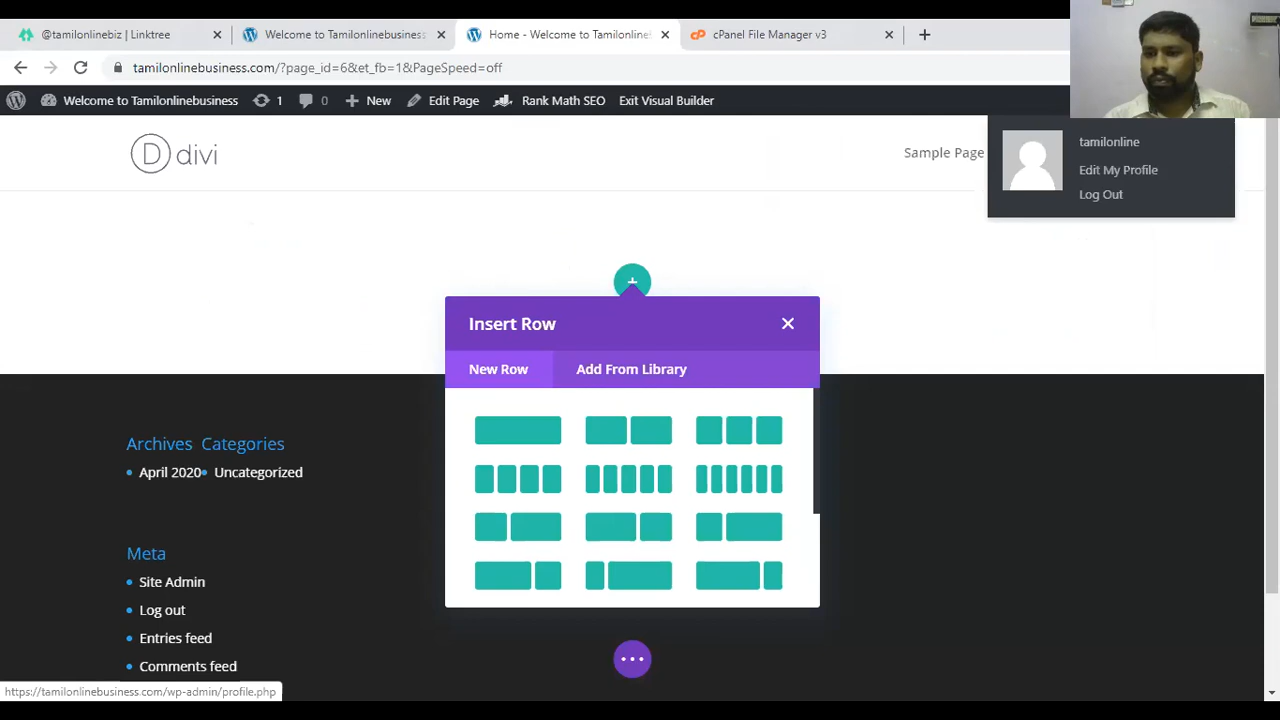 @tamilonlinebiz | Linktree
Welcome to Tamilonlinebusiness
Home - Welcome to Tamilonline
cPanel File Manager v3
tamilonlinebusiness.com/?page_id=6&et_fb=1&PageSpeed=off
Welcome to Tamilonlinebusiness 1 0 New Edit Page Rank Math SEO Exit Visual Builder
D divi
Sample Page
tamilonline
Edit My Profile
Log Out
Insert Row
New Row Add From Library
Archives Categories
April 2020 Uncategorized
Meta
Site Admin
Log out
Entries feed
Comments feed
https://tamilonlinebusiness.com/wp-admin/profile.php